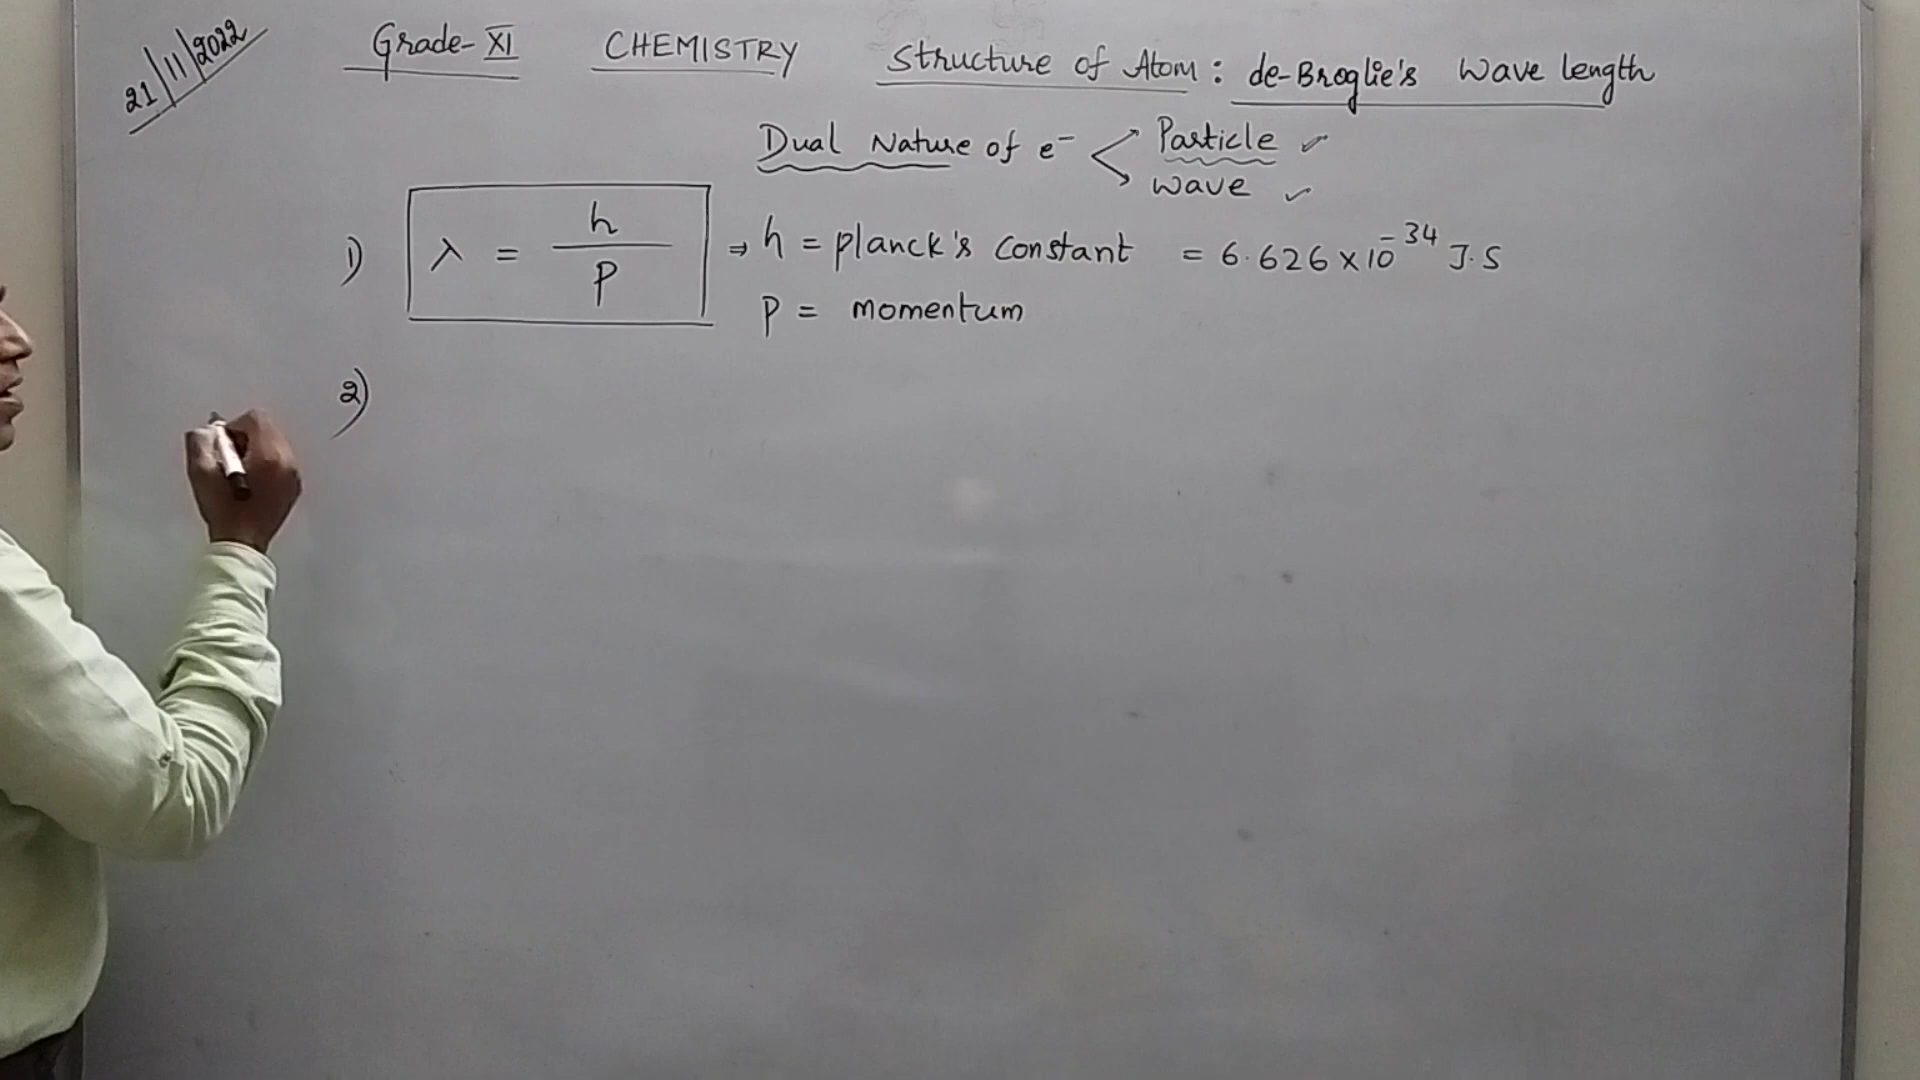 21/11/2022
Grade-XI CHEMISTRY Structure of Atom: de-Broglie's Wave length
Dual Nature of e⁻ < Particle ✓
Wave ✓
1) λ = h/P → h = planck's constant = 6.626 × 10⁻³⁴ J.S
P = momentum
2)